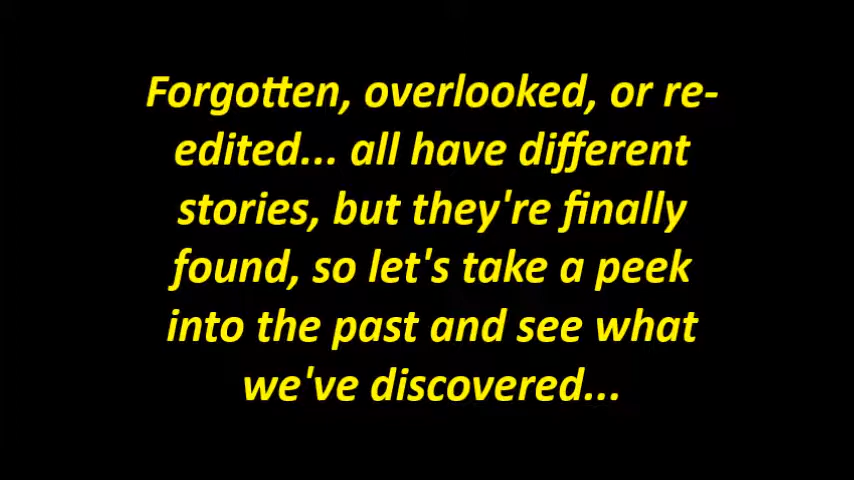 Forgotten, overlooked, or re-
edited... all have different
stories, but they're finally
found, so let's take a peek
into the past and see what
we've discovered...